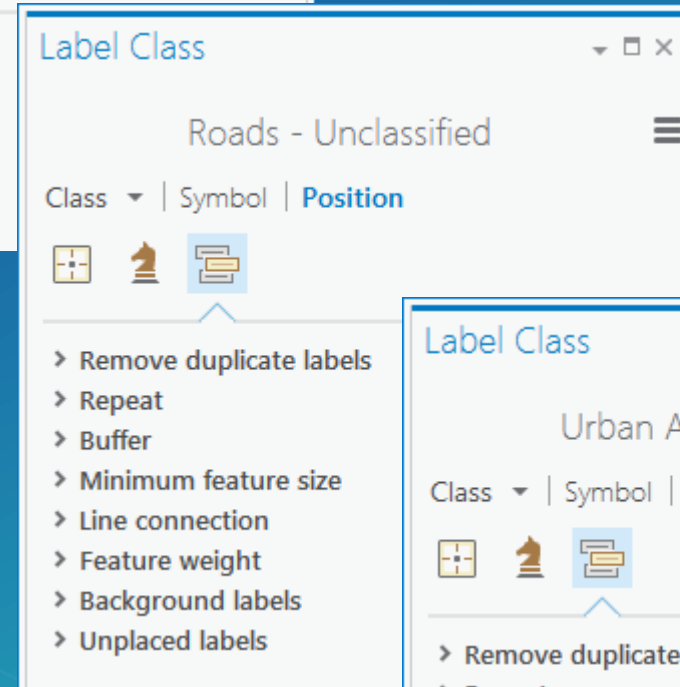 Label Class
Roads - Unclassified
Class | Symbol | Position
Remove duplicate labels
Repeat
Buffer
Minimum feature size
Line connection
Feature weight
Background labels
Unplaced labels
Label Class
Urban A
Class | Symbol |
Remove duplicate